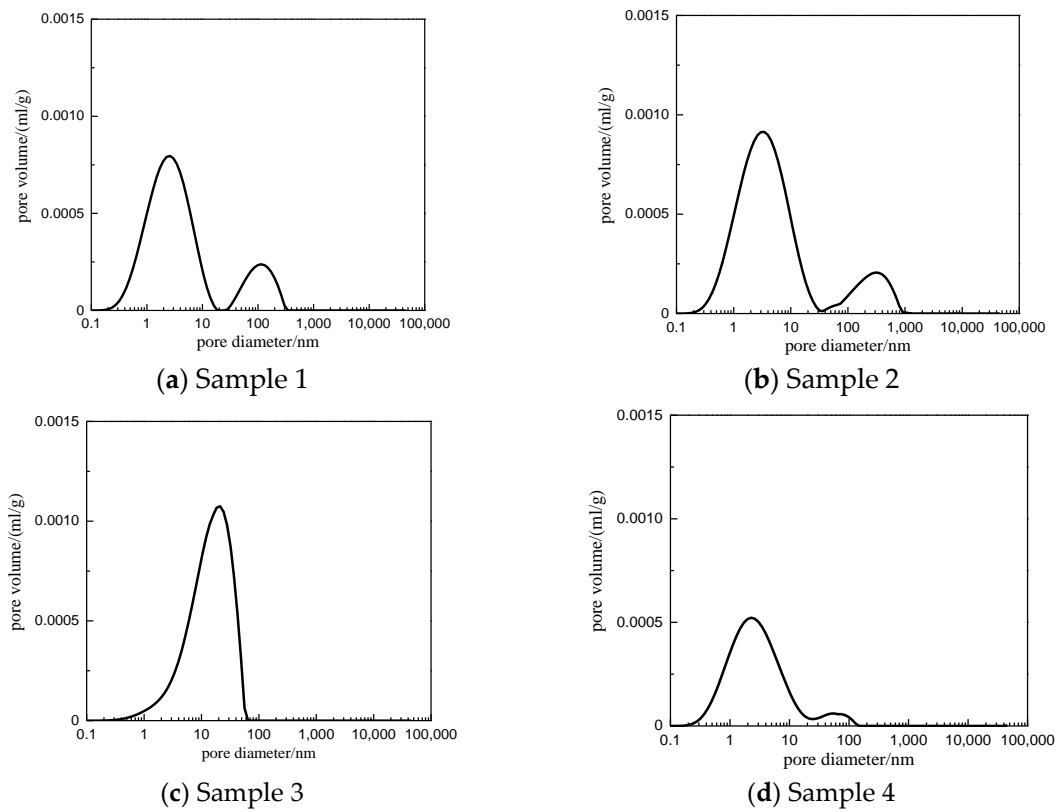 0.0015
0.0010
0.0005
0
pore volume/(ml/g)
0.1 1 10 100 1,000 10,000 100,000
pore diameter/nm
(a) Sample 1
0.0015
0.0010
0.0005
0
pore volume/(ml/g)
0.1 1 10 100 1,000 10,000 100,000
pore diameter/nm
(b) Sample 2
0.0015
0.0010
0.0005
0
pore volume/(ml/g)
0.1 1 10 100 1,000 10,000 100,000
pore diameter/nm
(c) Sample 3
0.0015
0.0010
0.0005
0
pore volume/(ml/g)
0.1 1 10 100 1,000 10,000 100,000
pore diameter/nm
(d) Sample 4